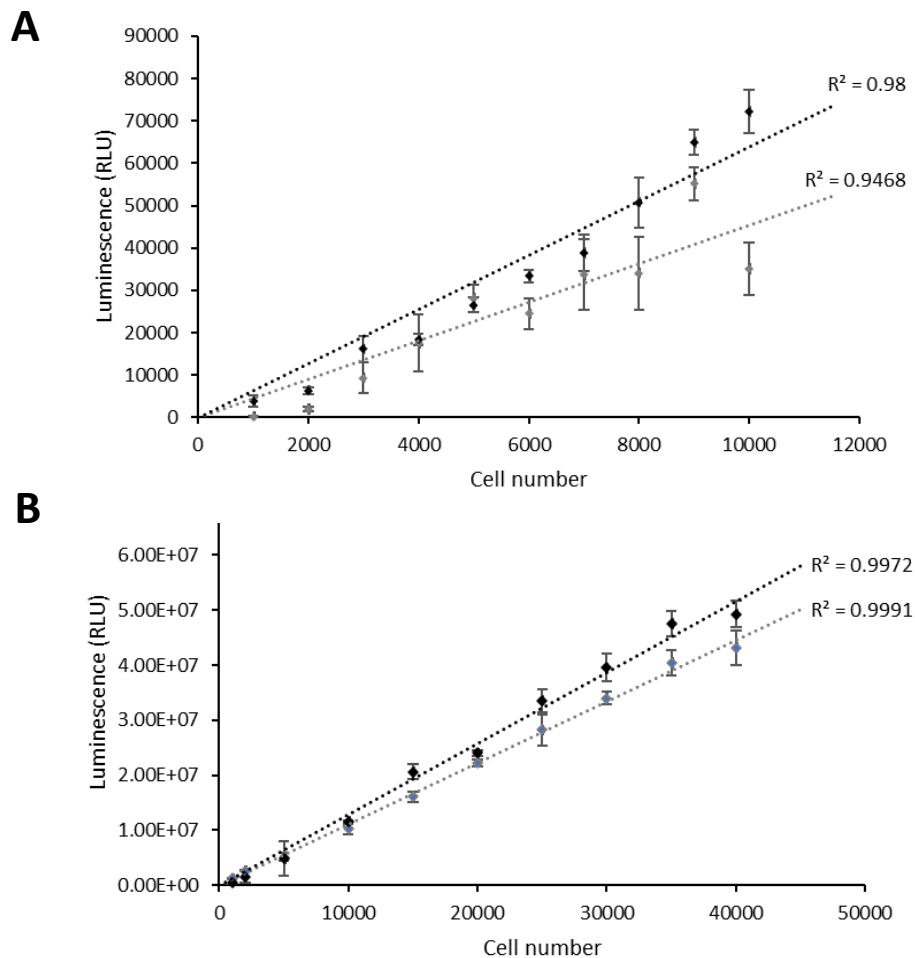 A
90000
80000
70000
60000
50000
40000
30000
20000
10000
0
Luminescence (RLU)
R² = 0.98
R² = 0.9468
0 2000 4000 6000 8000 10000 12000
Cell number
B
6.00E+07
5.00E+07
4.00E+07
3.00E+07
2.00E+07
1.00E+07
0.00E+00
Luminescence (RLU)
R² = 0.9972
R² = 0.9991
0 10000 20000 30000 40000 50000
Cell number